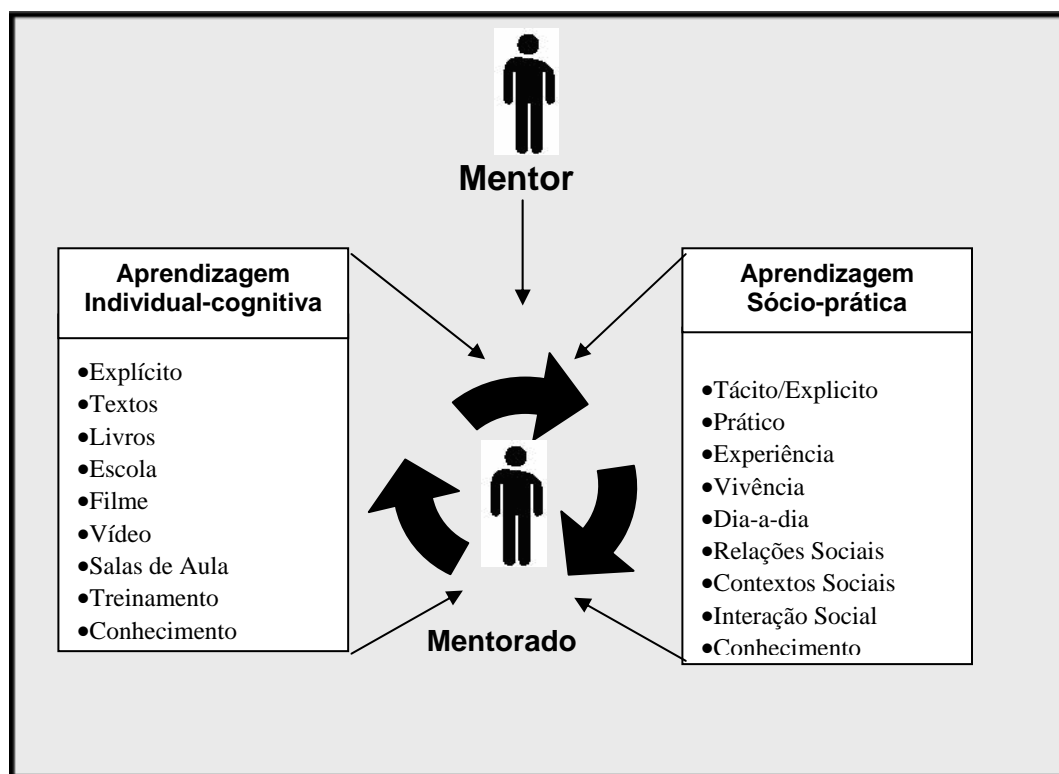 Mentor
Aprendizagem
Individual-cognitiva
•Explícito
•Textos
•Livros
•Escola
•Filme
•Vídeo
•Salas de Aula
•Treinamento
•Conhecimento
Aprendizagem
Sócio-prática
•Tácito/Explicito
•Prático
•Experiência
•Vivência
•Dia-a-dia
•Relações Sociais
•Contextos Sociais
•Interação Social
•Conhecimento
Mentorado